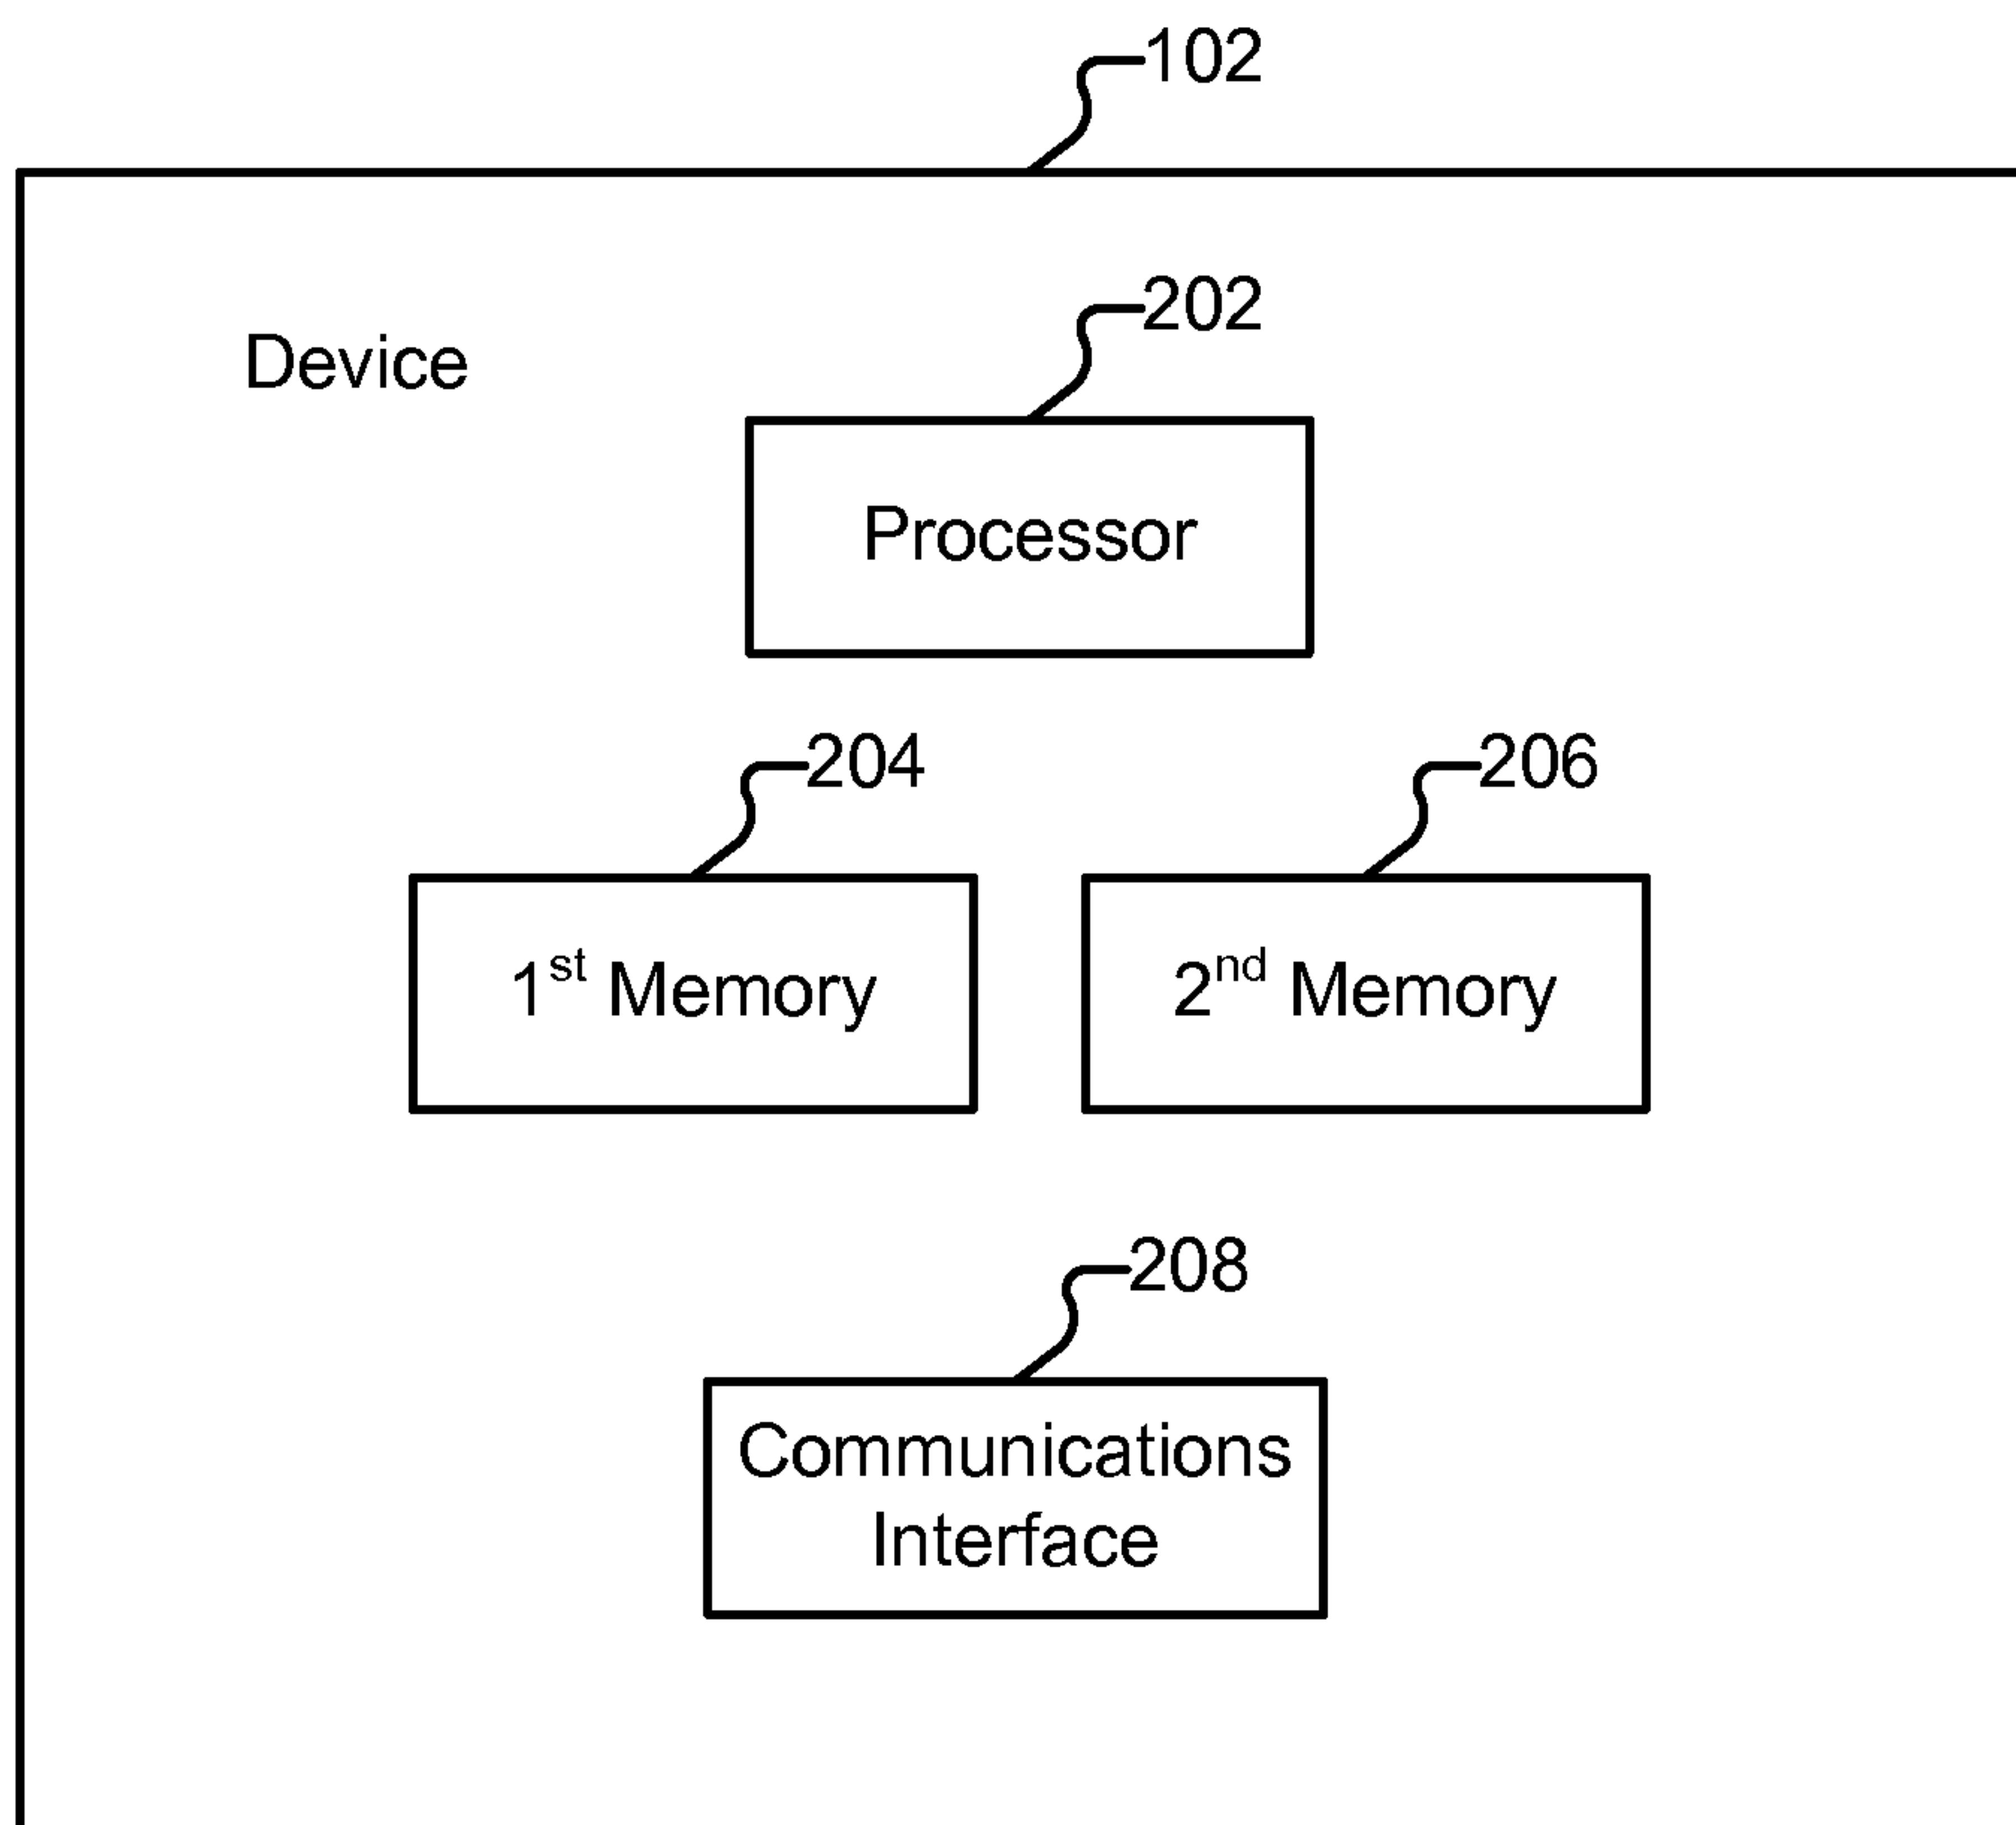 102
Device
202
Processor
204
206
1st Memory
2nd Memory
208
Communications
Interface